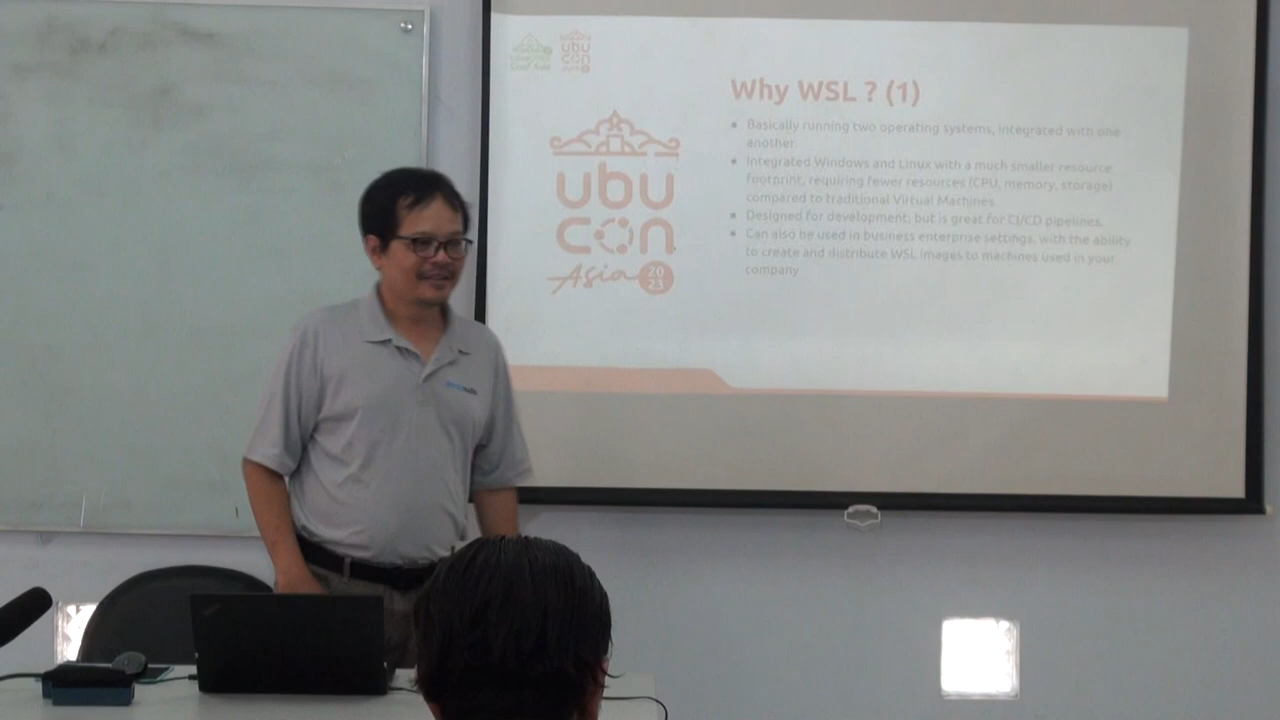 Why WSL ? (1)
ubu
con
Asia 20
23
• Basically running two operating systems, integrated with one
another
• Integrated Windows and Linux with a much smaller resource
footprint, requiring fewer resources (CPU, memory, storage)
compared to traditional Virtual Machines.
• Designed for development, but is great for CI/CD pipelines.
• Can also be used in business enterprise settings, with the ability
to create and distribute WSL images to machines used in your
company